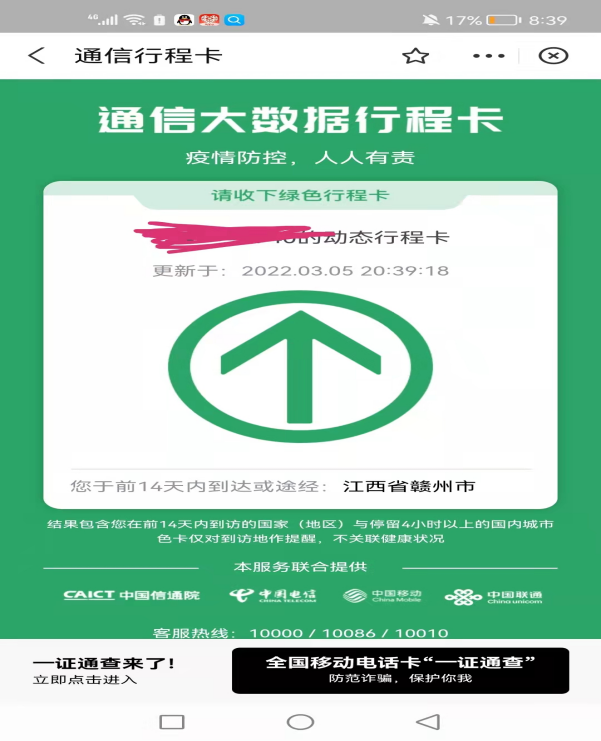 4G 17% 8:39
通信行程卡
通信大数据行程卡
疫情防控，人人有责
请收下绿色行程卡
的动态行程卡
更新于：2022.03.05 20:39:18
您于前14天内到达或途经：江西省赣州市
结果包含您在前14天内到访的国家（地区）与停留4小时以上的国内城市
色卡仅对到访地作提醒，不关联健康状况
本服务联合提供
CAICT 中国信通院 中国电信 CHINA TELECOM 中国移动 China Mobile 中国联通 China unicom
客服热线：10000 / 10086 / 10010
一证通查来了!
立即点击进入
全国移动电话卡“一证通查”
防范诈骗，保护你我